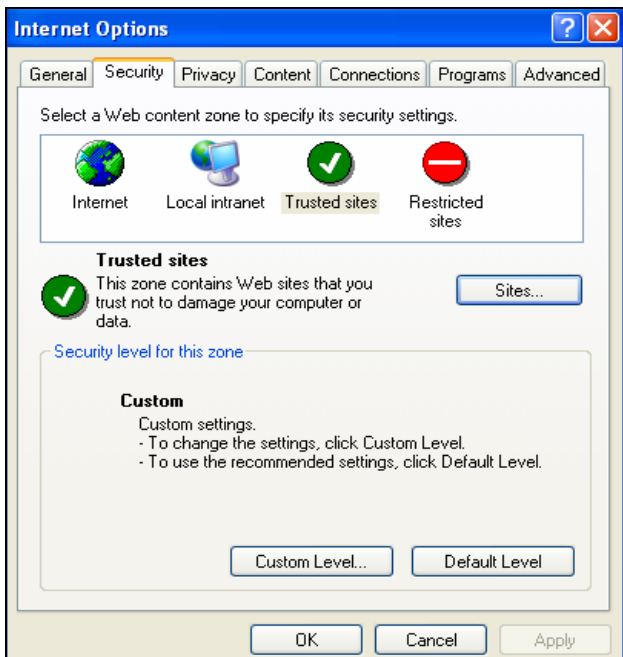 Internet Options
General Security Privacy Content Connections Programs Advanced
Select a Web content zone to specify its security settings.
Internet Local intranet Trusted sites Restricted
sites
Trusted sites
This zone contains Web sites that you
trust not to damage your computer or
data.
Sites...
Security level for this zone
Custom
Custom settings.
- To change the settings, click Custom Level.
- To use the recommended settings, click Default Level.
Custom Level... Default Level
OK Cancel Apply